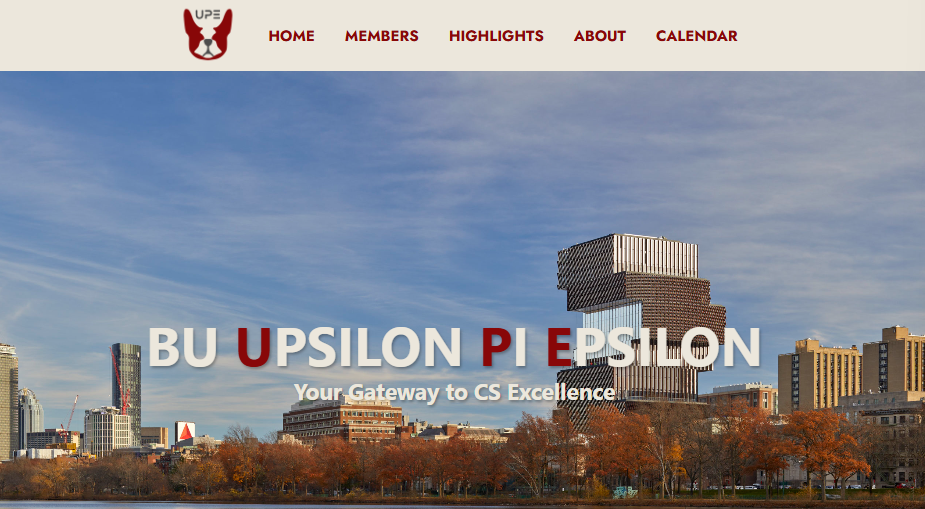 UPE
HOME MEMBERS HIGHLIGHTS ABOUT CALENDAR
BU UPSILON PI EPSILON
Your Gateway to CS Excellence